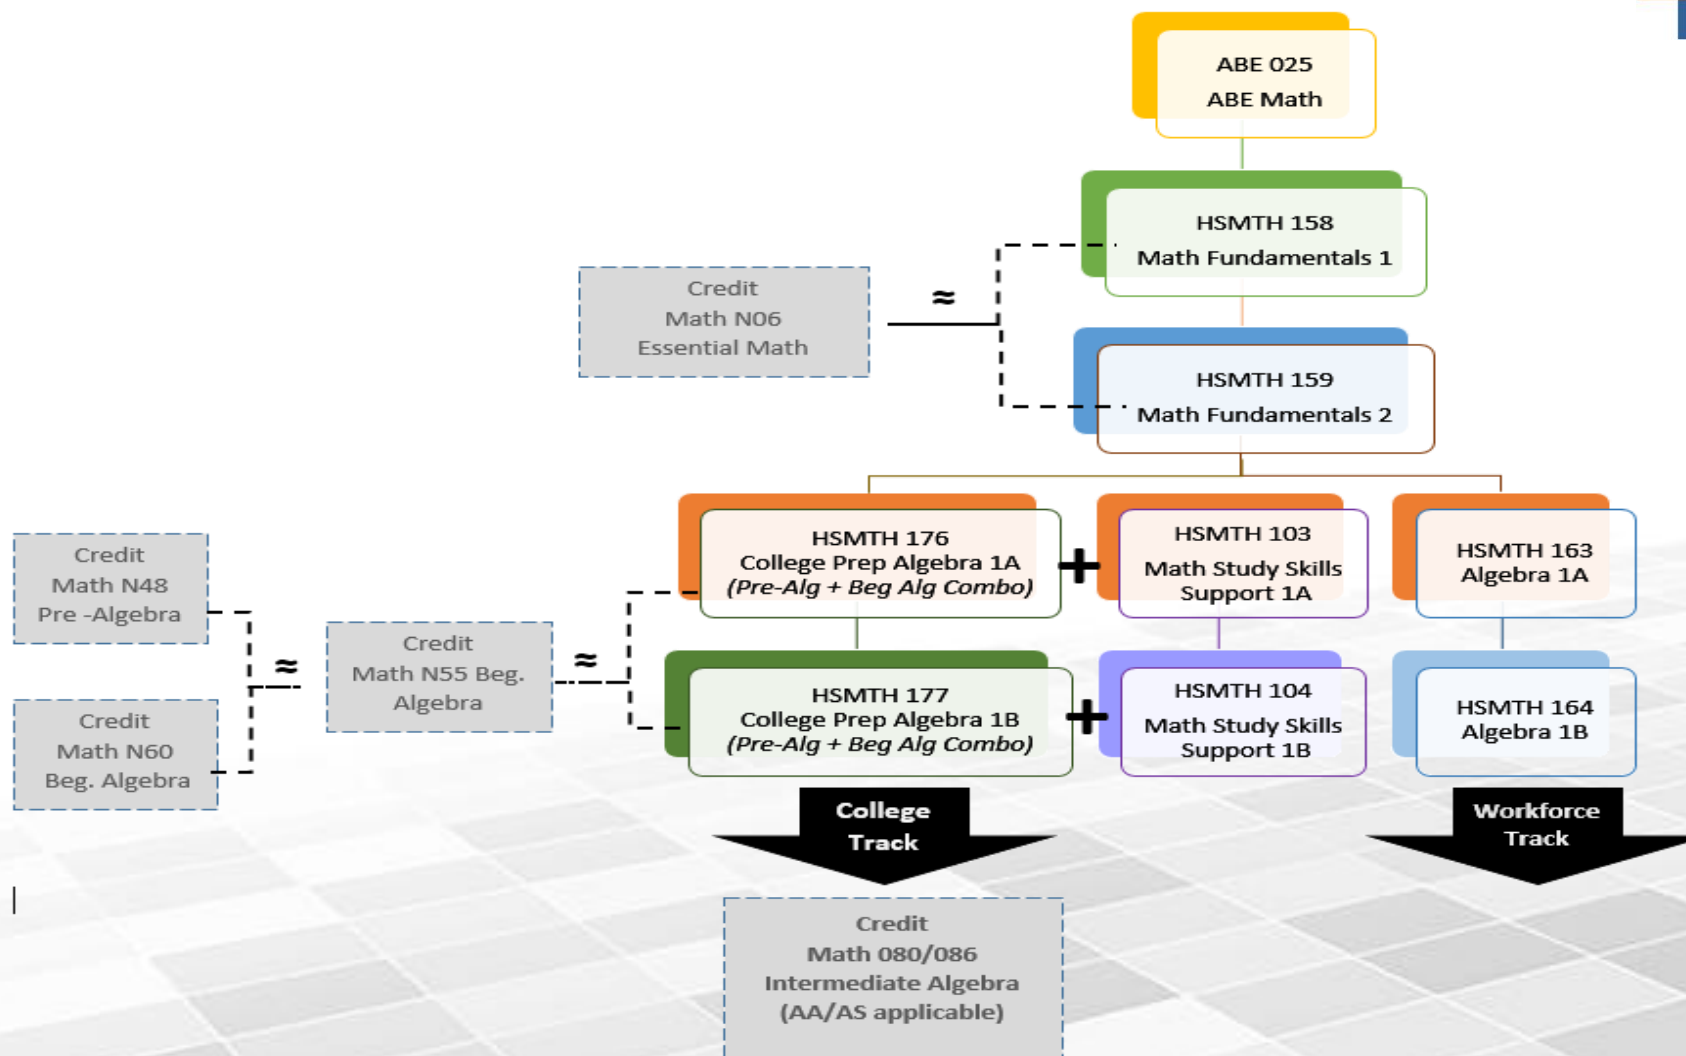 ABE 025
ABE Math
HSMTH 158
Math Fundamentals 1
Credit
Math N06
Essential Math
≈
HSMTH 159
Math Fundamentals 2
Credit
Math N48
Pre -Algebra
Credit
Math N60
Beg. Algebra
≈
Credit
Math N55 Beg.
Algebra
≈
HSMTH 176
College Prep Algebra 1A
(Pre-Alg + Beg Alg Combo)
+
HSMTH 103
Math Study Skills
Support 1A
HSMTH 163
Algebra 1A
HSMTH 177
College Prep Algebra 1B
(Pre-Alg + Beg Alg Combo)
+
HSMTH 104
Math Study Skills
Support 1B
HSMTH 164
Algebra 1B
College
Track
Workforce
Track
Credit
Math 080/086
Intermediate Algebra
(AA/AS applicable)